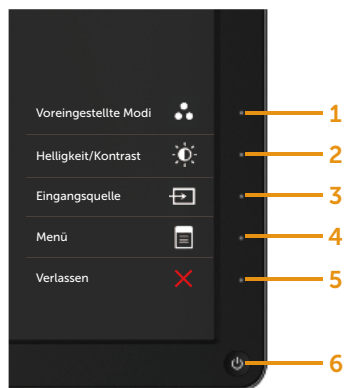 Voreingestellte Modi 1
Helligkeit/Kontrast 2
Eingangsquelle 3
Menü 4
Verlassen 5
6